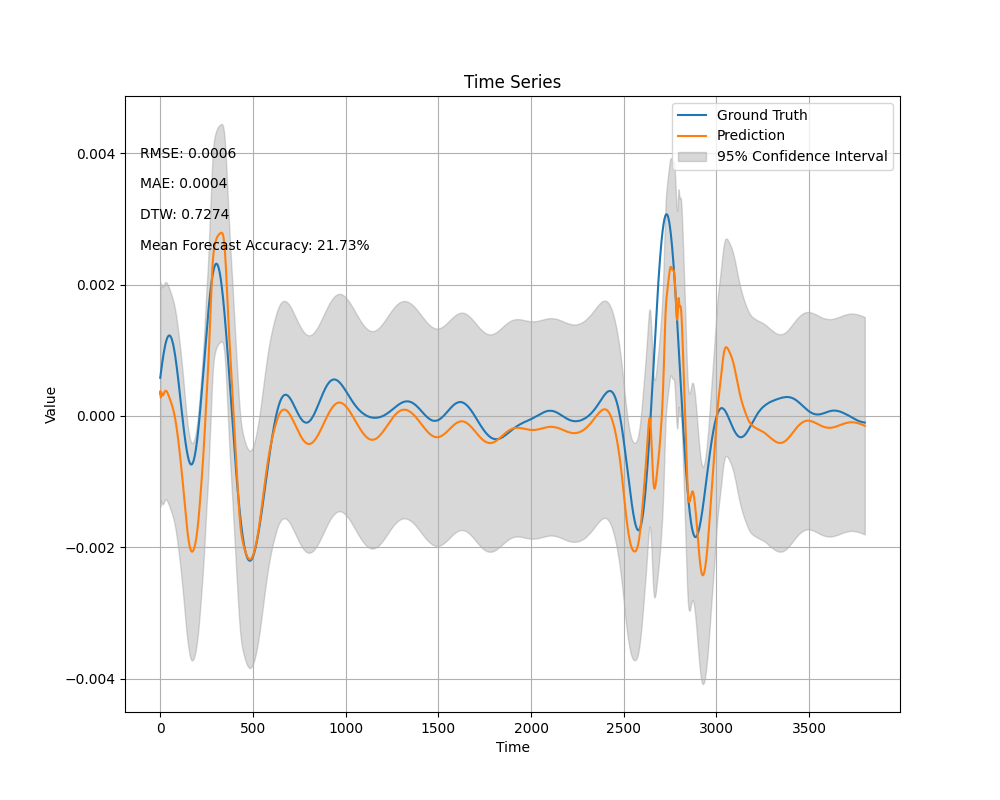 Time Series
Ground Truth
Prediction
95% Confidence Interval
RMSE: 0.0006
MAE: 0.0004
DTW: 0.7274
Mean Forecast Accuracy: 21.73%
0.004
0.002
0.000
−0.002
−0.004
Value
0 500 1000 1500 2000 2500 3000 3500
Time